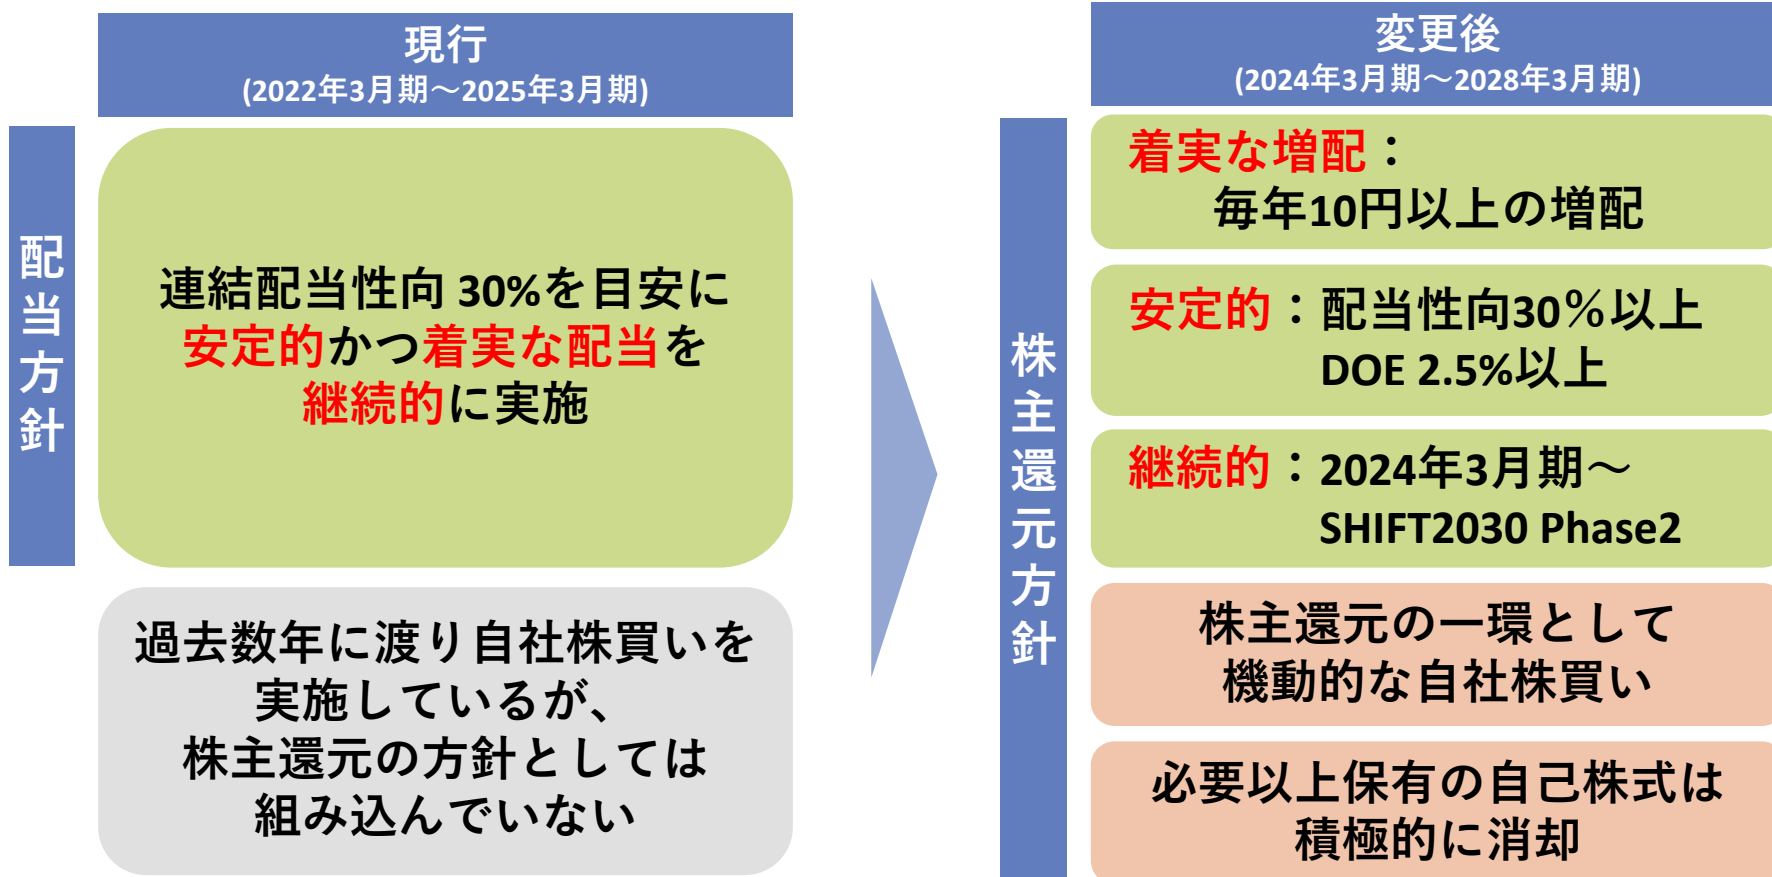 現行
(2022年3月期～2025年3月期)
配当方針
連結配当性向 30%を目安に
安定的かつ着実な配当を
継続的に実施
過去数年に渡り自社株買いを
実施しているが、
株主還元の方針としては
組み込んでいない
変更後
(2024年3月期～2028年3月期)
株主還元方針
着実な増配：
毎年10円以上の増配
安定的：配当性向30％以上
DOE 2.5%以上
継続的：2024年3月期～
SHIFT2030 Phase2
株主還元の一環として
機動的な自社株買い
必要以上保有の自己株式は
積極的に消却